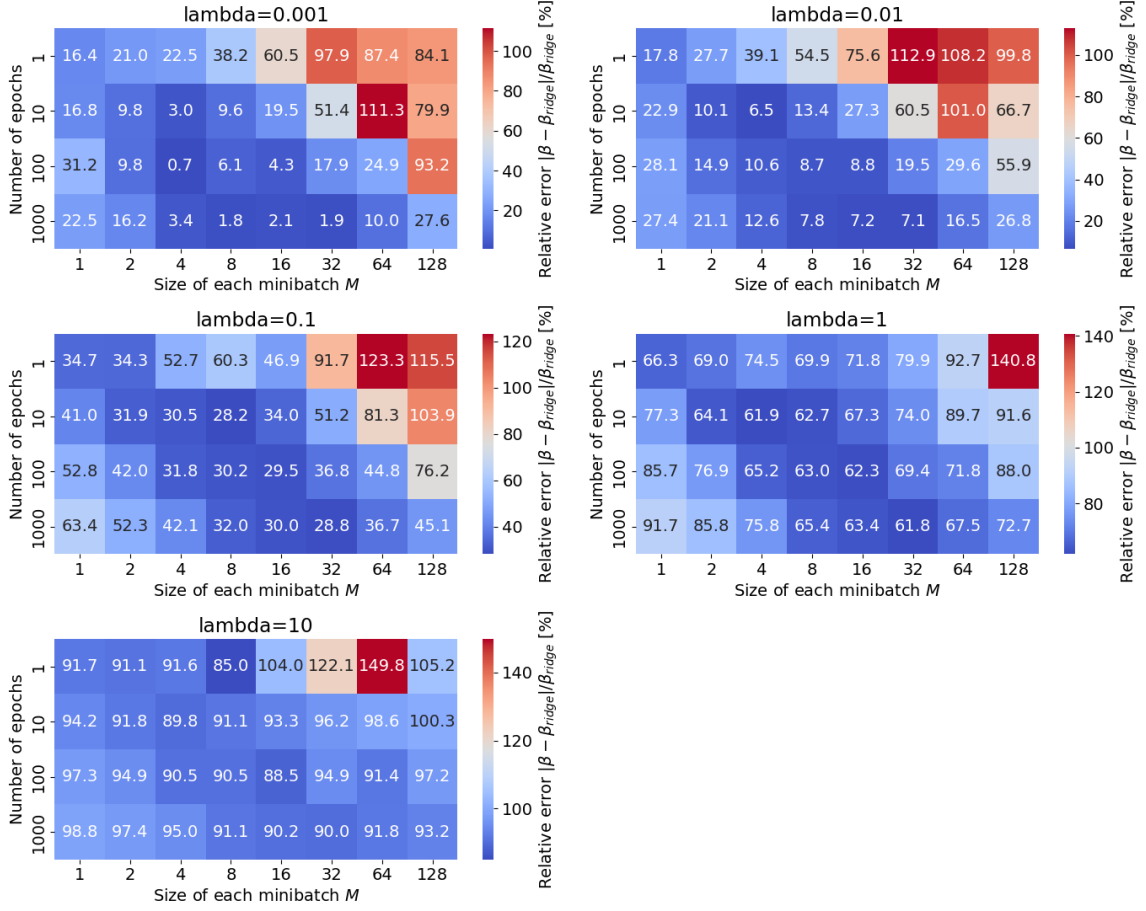 lambda=0.001
Number of epochs
1 16.4 21.0 22.5 38.2 60.5 97.9 87.4 84.1
10 16.8 9.8 3.0 9.6 19.5 51.4 111.3 79.9
100 31.2 9.8 0.7 6.1 4.3 17.9 24.9 93.2
1000 22.5 16.2 3.4 1.8 2.1 1.9 10.0 27.6
1 2 4 8 16 32 64 128
Size of each minibatch M
100
80
60
40
20
Relative error |β − β_ridge|/β_ridge [%]
lambda=0.01
Number of epochs
1 17.8 27.7 39.1 54.5 75.6 112.9 108.2 99.8
10 22.9 10.1 6.5 13.4 27.3 60.5 101.0 66.7
100 28.1 14.9 10.6 8.7 8.8 19.5 29.6 55.9
1000 27.4 21.1 12.6 7.8 7.2 7.1 16.5 26.8
1 2 4 8 16 32 64 128
Size of each minibatch M
100
80
60
40
20
Relative error |β − β_ridge|/β_ridge [%]
lambda=0.1
Number of epochs
1 34.7 34.3 52.7 60.3 46.9 91.7 123.3 115.5
10 41.0 31.9 30.5 28.2 34.0 51.2 81.3 103.9
100 52.8 42.0 31.8 30.2 29.5 36.8 44.8 76.2
1000 63.4 52.3 42.1 32.0 30.0 28.8 36.7 45.1
1 2 4 8 16 32 64 128
Size of each minibatch M
120
100
80
60
40
Relative error |β − β_ridge|/β_ridge [%]
lambda=1
Number of epochs
1 66.3 69.0 74.5 69.9 71.8 79.9 92.7 140.8
10 77.3 64.1 61.9 62.7 67.3 74.0 89.7 91.6
100 85.7 76.9 65.2 63.0 62.3 69.4 71.8 88.0
1000 91.7 85.8 75.8 65.4 63.4 61.8 67.5 72.7
1 2 4 8 16 32 64 128
Size of each minibatch M
140
120
100
80
Relative error |β − β_ridge|/β_ridge [%]
lambda=10
Number of epochs
1 91.7 91.1 91.6 85.0 104.0 122.1 149.8 105.2
10 94.2 91.8 89.8 91.1 93.3 96.2 98.6 100.3
100 97.3 94.9 90.5 90.5 88.5 94.9 91.4 97.2
1000 98.8 97.4 95.0 91.1 90.2 90.0 91.8 93.2
1 2 4 8 16 32 64 128
Size of each minibatch M
140
120
100
Relative error |β − β_ridge|/β_ridge [%]